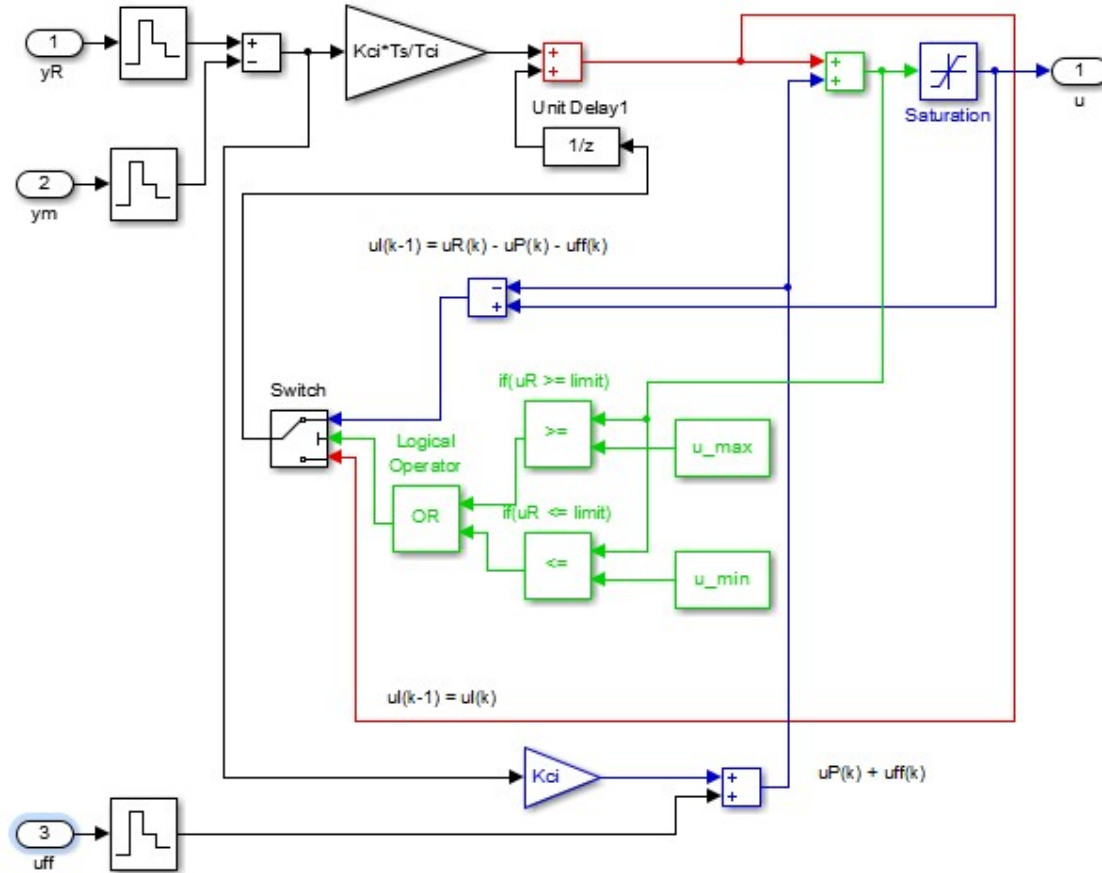 1
yR
+
−
Kci*Ts/Tci
+
+
+
+
Saturation
1
u
Unit Delay1
1/z
2
ym
uI(k-1) = uR(k) - uP(k) - uff(k)
−
+
Switch
if(uR >= limit)
>=
u_max
Logical
Operator
OR
if(uR <= limit)
<=
u_min
uI(k-1) = uI(k)
Kci
+
+
uP(k) + uff(k)
3
uff